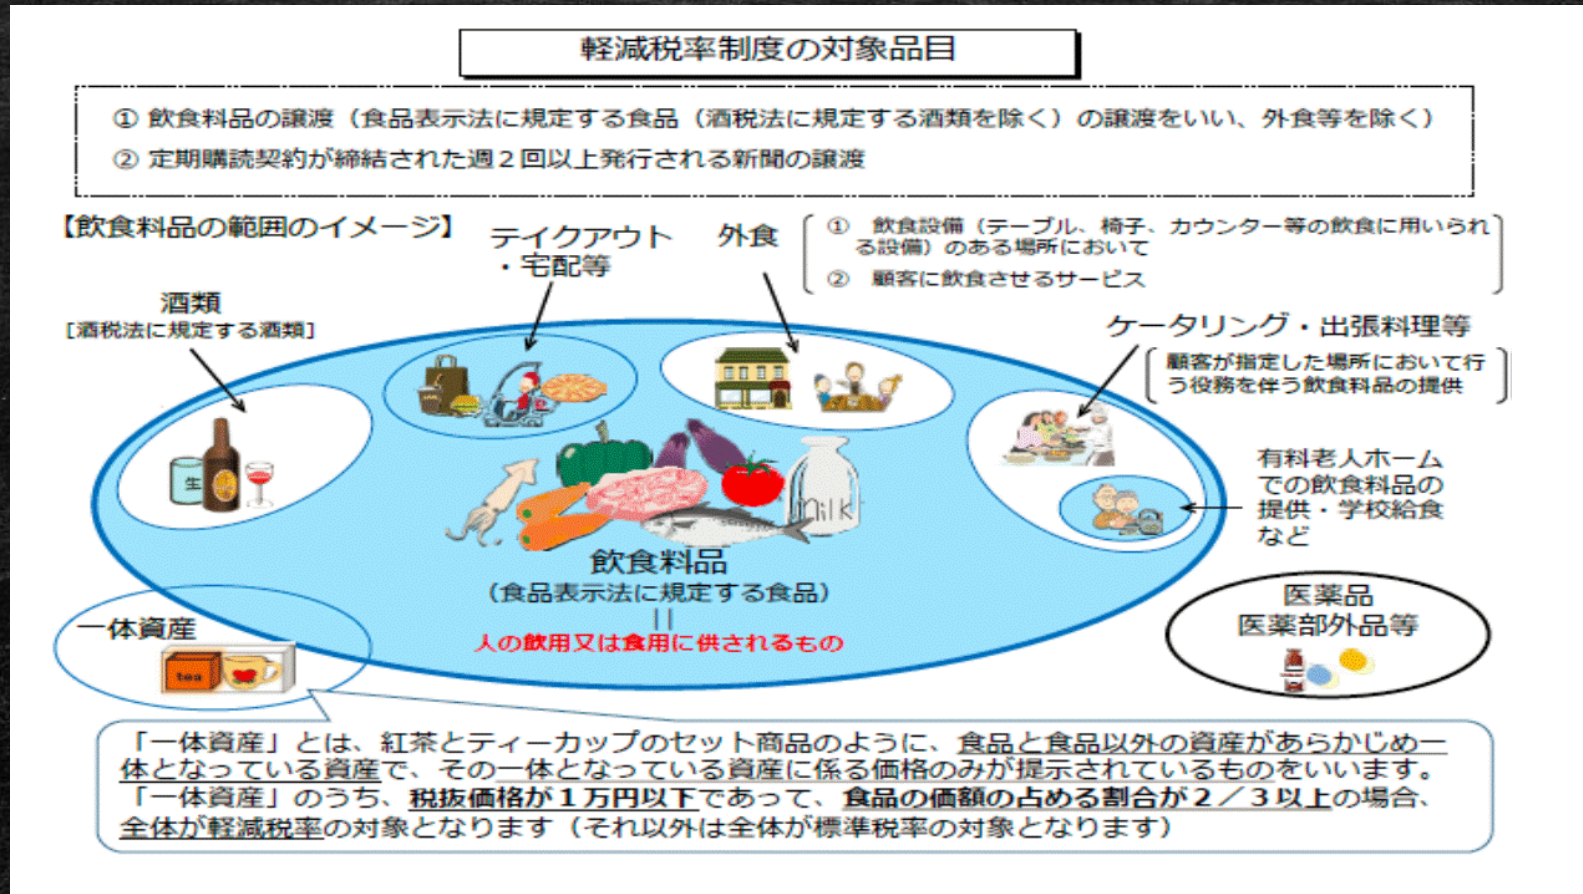 軽減税率制度の対象品目
① 飲食料品の譲渡（食品表示法に規定する食品（酒税法に規定する酒類を除く）の譲渡をいい、外食等を除く）
② 定期購読契約が締結された週２回以上発行される新聞の譲渡
【飲食料品の範囲のイメージ】
テイクアウト
・宅配等
外食
① 飲食設備（テーブル、椅子、カウンター等の飲食に用いられ
る設備）のある場所において
② 顧客に飲食させるサービス
酒類
[酒税法に規定する酒類]
ケータリング・出張料理等
顧客が指定した場所において行
う役務を伴う飲食料品の提供
生
milk
有料老人ホーム
での飲食料品の
提供・学校給食
など
飲食料品
（食品表示法に規定する食品）
||
人の飲用又は食用に供されるもの
一体資産
tea
医薬品
医薬部外品等
「一体資産」とは、紅茶とティーカップのセット商品のように、食品と食品以外の資産があらかじめ一
体となっている資産で、その一体となっている資産に係る価格のみが提示されているものをいいます。
「一体資産」のうち、税抜価格が１万円以下であって、食品の価額の占める割合が２／３以上の場合、
全体が軽減税率の対象となります（それ以外は全体が標準税率の対象となります）